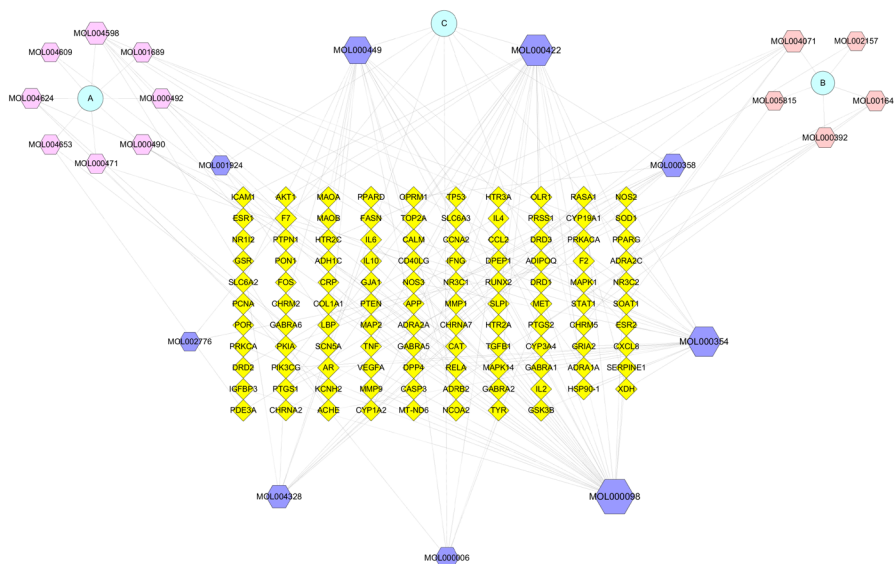 C
MOL004598
MOL004609
MOL001689
MOL000449
MOL000422
MOL004071
MOL002157
MOL004624
A
MOL000492
B
MOL005815
MOL00164
MOL004653
MOL000490
MOL000471
MOL000392
MOL001924
MOL000358
ICAM1 AKT1 MAOA PPARD OPRM1 TP53 HTR3A OLR1 RASA1 NOS2
ESR1 F7 MAOB FASN TOP2A SLC6A3 IL4 PRSS1 CYP19A1 SOD1
NR1I2 PTPN1 HTR2C IL6 CALM CCNA2 CCL2 DRD3 PRKACA PPARG
GSR PON1 ADH1C IL10 CD40LG IFNG DPEP1 ADIPOQ F2 ADRA2C
SLC6A2 FOS CRP GJA1 NOS3 NR3C1 RUNX2 DRD1 MAPK1 NR3C2
PCNA CHRM2 COL1A1 PTEN APP MMP1 SLPI MET STAT1 SOAT1
POR GABRA6 LBP MAP2 ADRA2A CHRNA7 HTR2A PTGS2 CHRM5 ESR2
MOL002776
MOL000354
PRKCA PKIA SCN5A TNF GABRA5 CAT TGFB1 CYP3A4 GRIA2 CXCL8
DRD2 PIK3CG AR VEGFA DPP4 RELA MAPK14 GABRA1 ADRA1A SERPINE1
IGFBP3 PTGS1 KCNH2 MMP9 CASP3 ADRB2 GABRA2 IL2 HSP90-1 XDH
PDE3A CHRNA2 ACHE CYP1A2 MT-ND6 NCOA2 TYR GSK3B
MOL004328
MOL000098
MOL000006